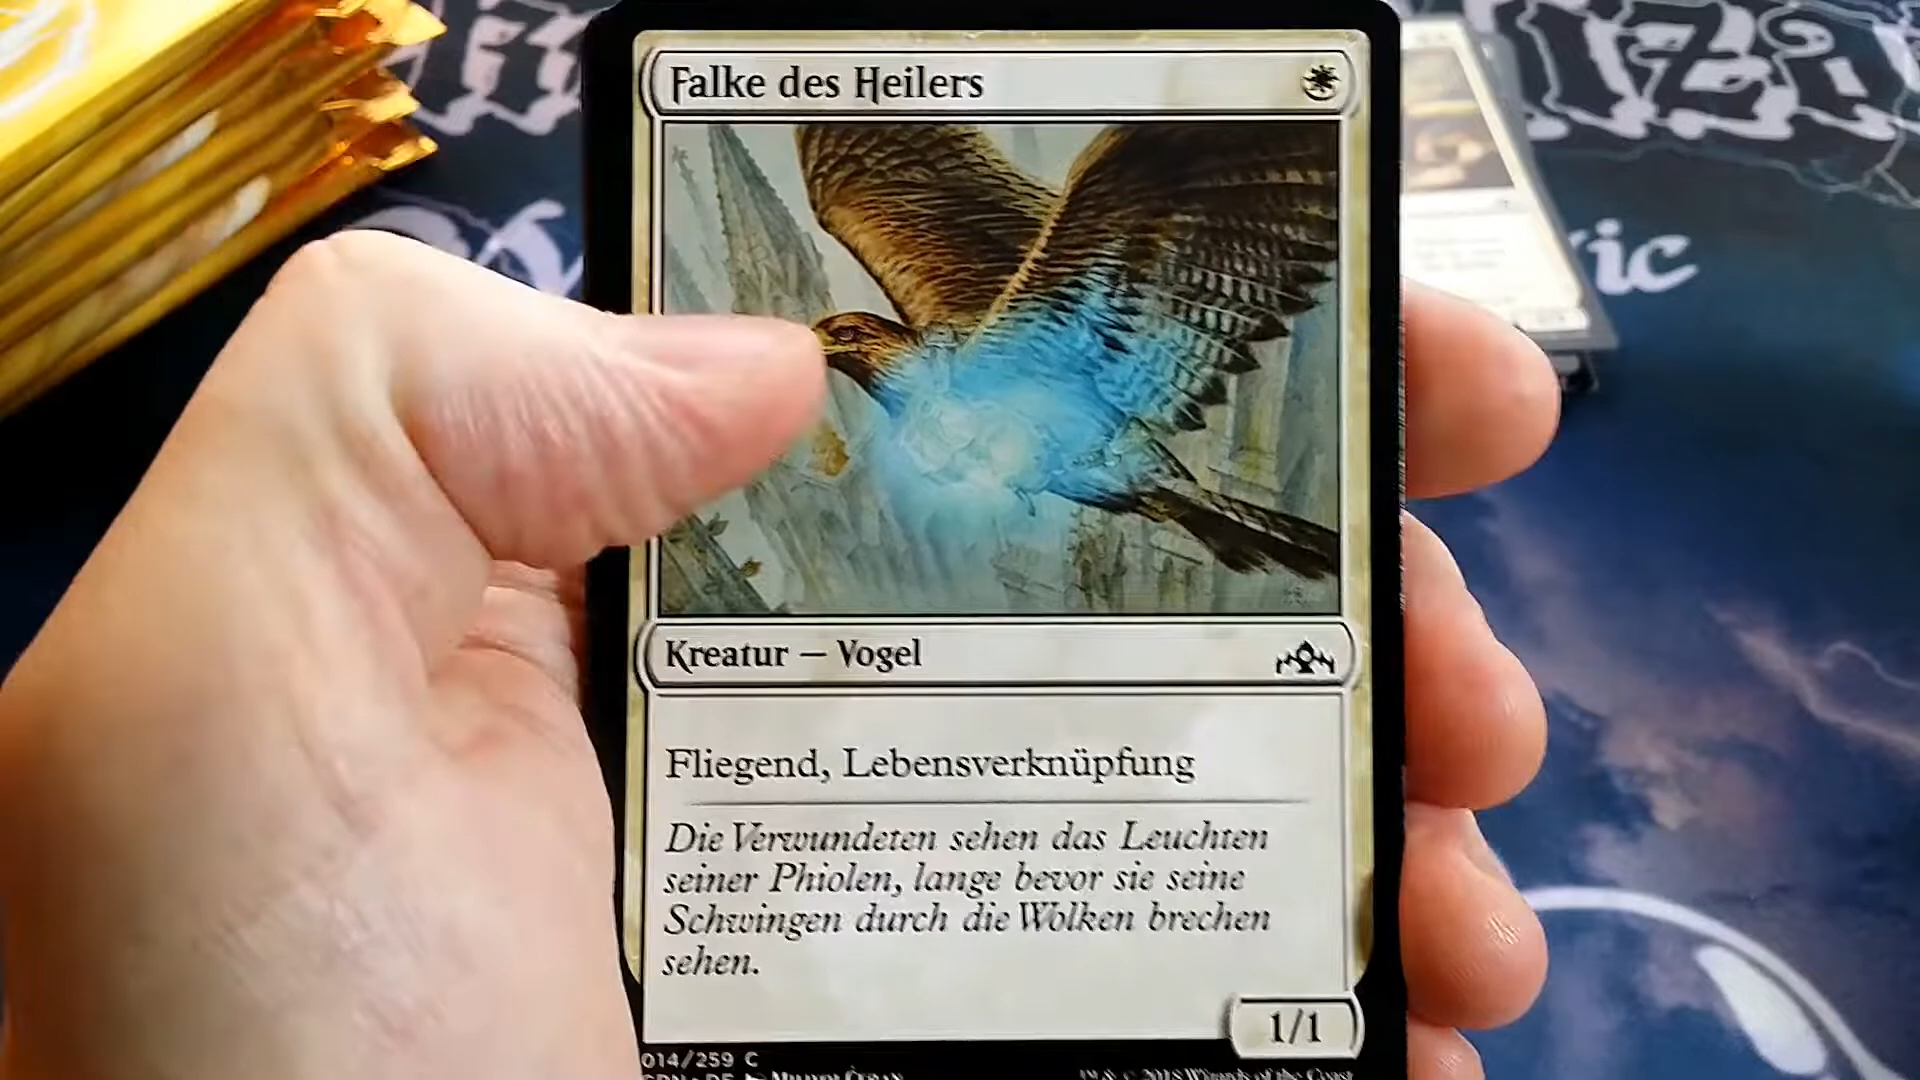 Falke des Heilers
Kreatur — Vogel
Fliegend, Lebensverknüpfung
Die Verwundeten sehen das Leuchten
seiner Phiolen, lange bevor sie seine
Schwingen durch die Wolken brechen
sehen.
1/1
014/259 C
ic